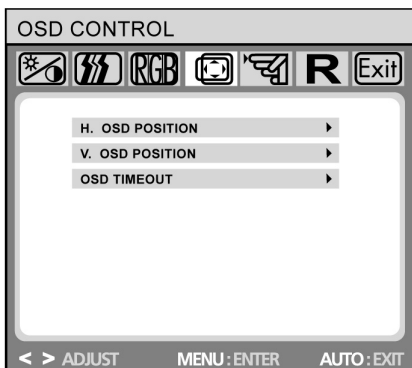 OSD CONTROL
RGB R Exit
H. OSD POSITION
V. OSD POSITION
OSD TIMEOUT
< > ADJUST MENU : ENTER AUTO : EXIT